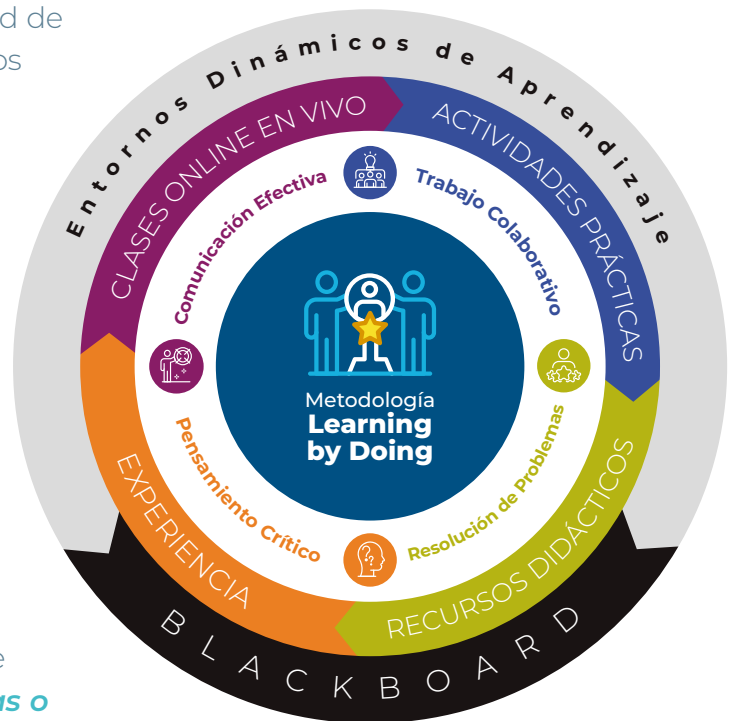 d de
os
Entornos Dinámicos de Aprendizaje
CLASES ONLINE EN VIVO
ACTIVIDADES PRÁCTICAS
Comunicación Efectiva
Trabajo Colaborativo
Metodología
Learning
by Doing
Pensamiento Crítico
Resolución de Problemas
EXPERIENCIA
RECURSOS DIDÁCTICOS
BLACKBOARD
e
as o